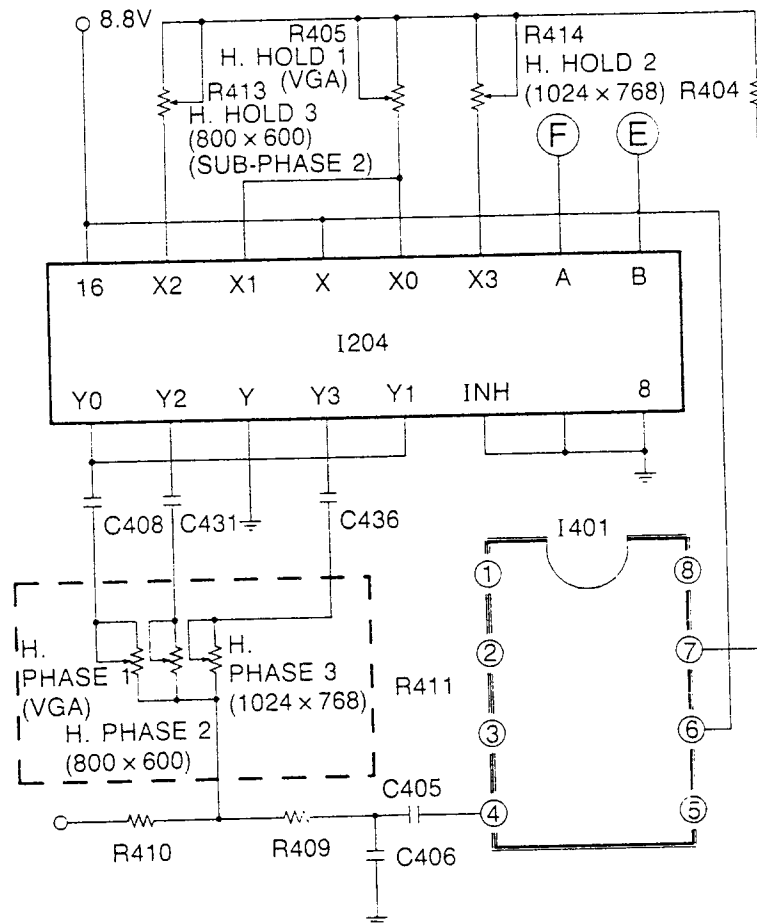 8.8V
R405
H. HOLD 1
(VGA)
R414
H. HOLD 2
(1024 × 768)
R404
R413
H. HOLD 3
(800 × 600)
(SUB-PHASE 2)
F
E
16
X2
X1
X
X0
X3
A
B
I204
Y0
Y2
Y
Y3
Y1
INH
8
C408
C431
C436
I401
1
8
2
7
3
6
4
5
H.
PHASE 1
(VGA)
H.
PHASE 3
(1024 × 768)
H. PHASE 2
(800 × 600)
R411
C405
R410
R409
C406